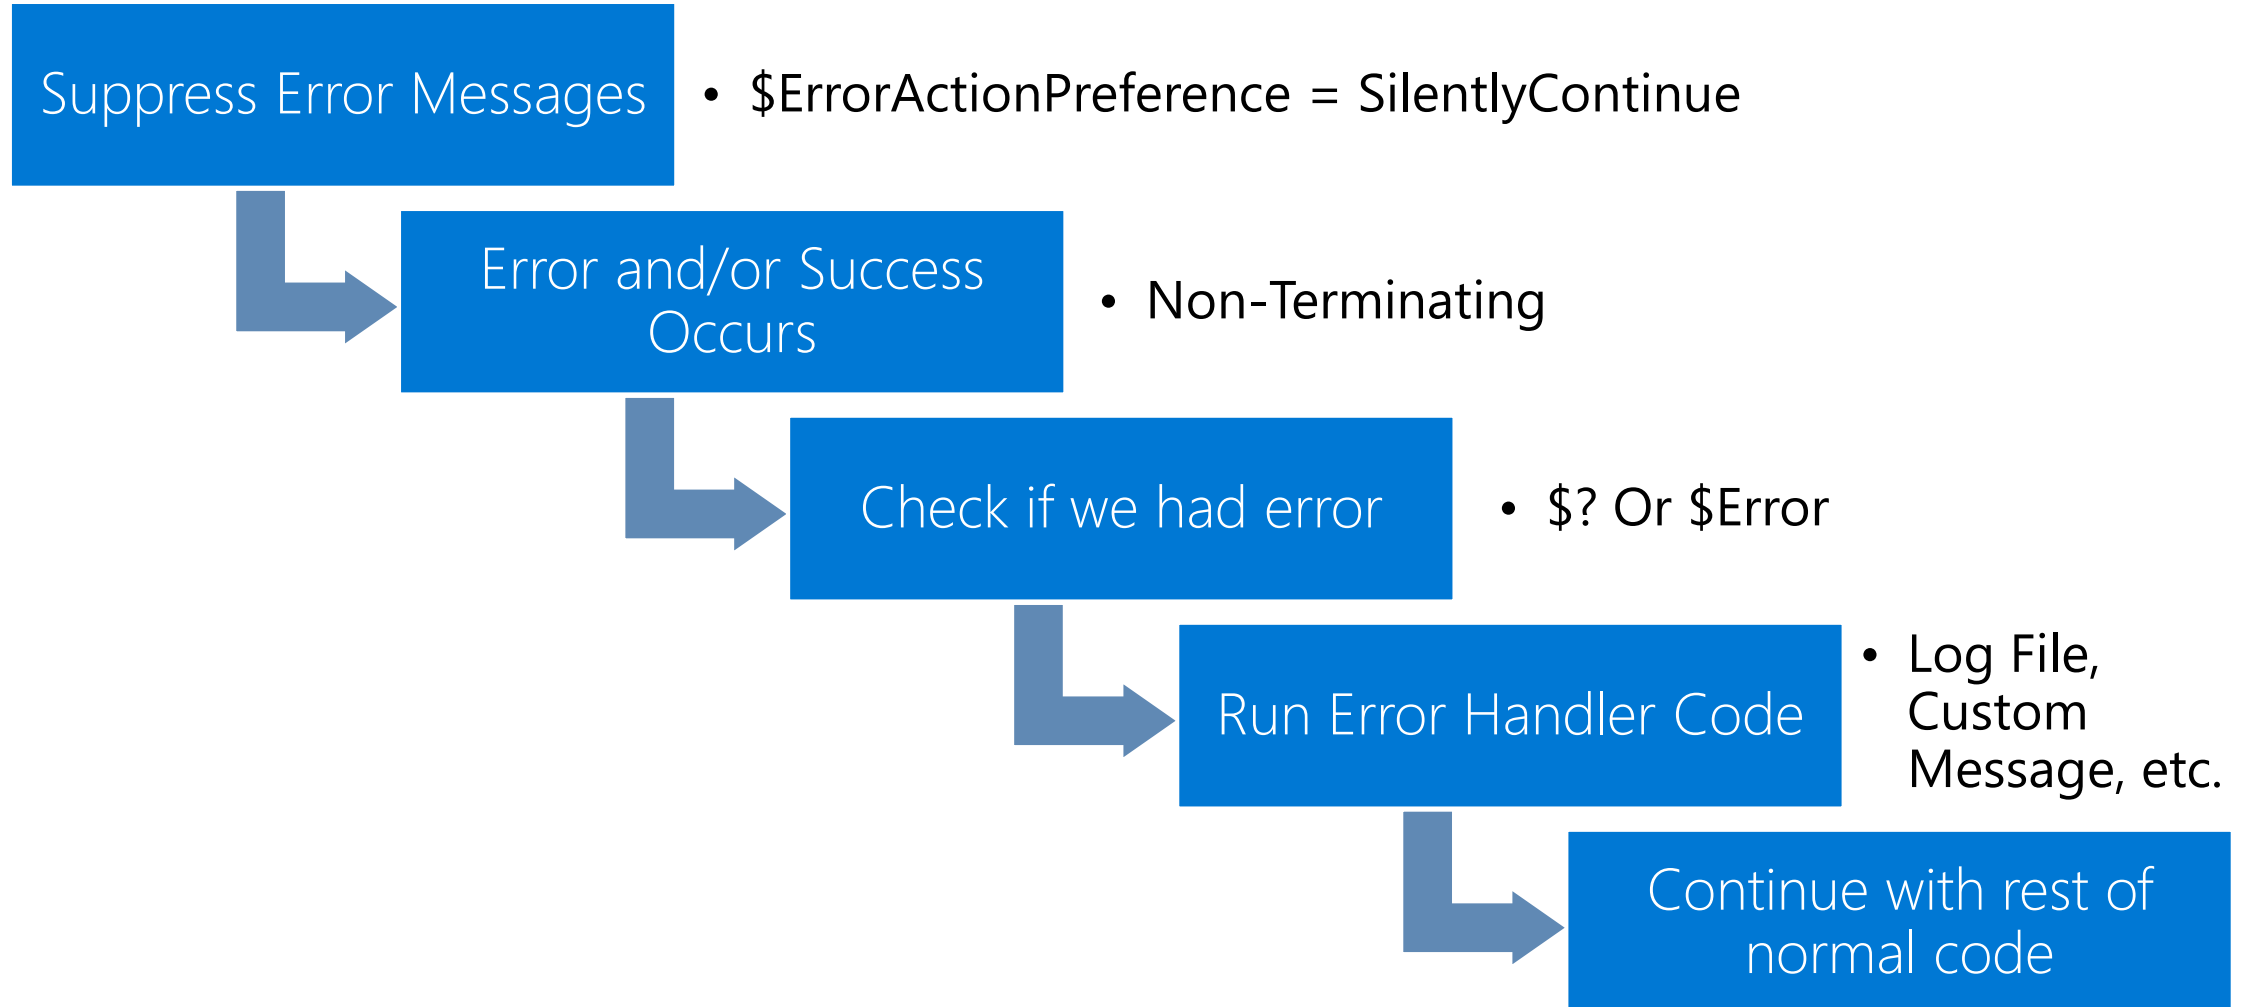 Suppress Error Messages
• $ErrorActionPreference = SilentlyContinue
Error and/or Success
Occurs
• Non-Terminating
Check if we had error
• $? Or $Error
Run Error Handler Code
• Log File,
Custom
Message, etc.
Continue with rest of
normal code